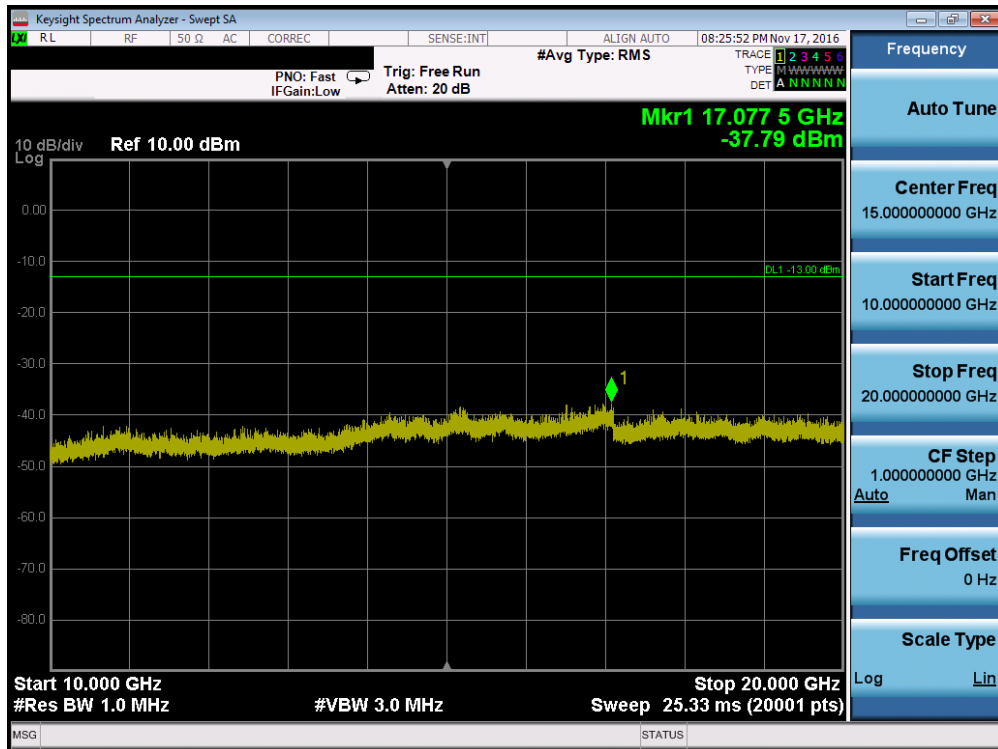 Keysight Spectrum Analyzer - Swept SA
LXI RL RF 50 Ω AC CORREC SENSE:INT ALIGN AUTO 08:25:52 PM Nov 17, 2016
PNO: Fast
IFGain:Low
Trig: Free Run
Atten: 20 dB
#Avg Type: RMS
TRACE 1 2 3 4 5 6
TYPE M WWWWW
DET A N N N N N
Mkr1 17.077 5 GHz
-37.79 dBm
10 dB/div
Log
Ref 10.00 dBm
0.00
-10.0
DL1 -13.00 dBm
-20.0
-30.0
1
-40.0
-50.0
-60.0
-70.0
-80.0
Start 10.000 GHz
Stop 20.000 GHz
#Res BW 1.0 MHz
#VBW 3.0 MHz
Sweep 25.33 ms (20001 pts)
MSG
STATUS
Frequency
Auto Tune
Center Freq
15.000000000 GHz
Start Freq
10.000000000 GHz
Stop Freq
20.000000000 GHz
CF Step
1.000000000 GHz
Auto Man
Freq Offset
0 Hz
Scale Type
Log Lin